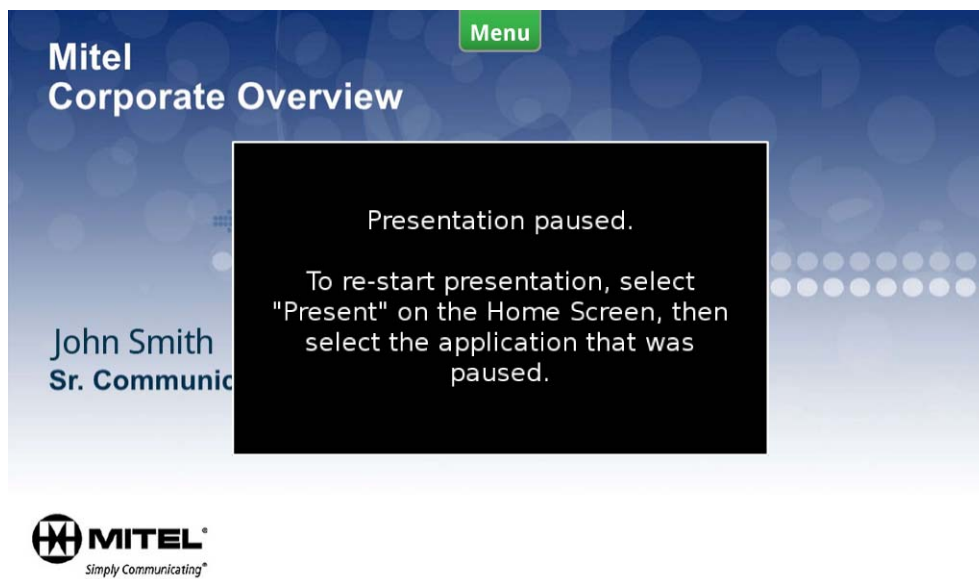 Menu
Mitel
Corporate Overview
Presentation paused.
To re-start presentation, select
"Present" on the Home Screen, then
select the application that was
paused.
John Smith
Sr. Communic
MITEL®
Simply Communicating®